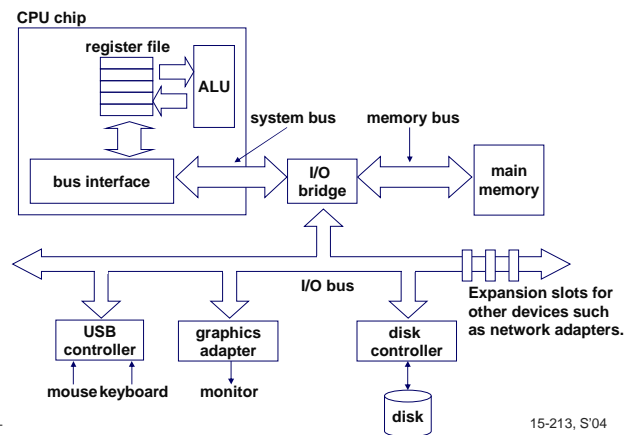 CPU chip
register file
ALU
system bus
memory bus
bus interface
I/O
bridge
main
memory
I/O bus
Expansion slots for
other devices such
as network adapters.
USB
controller
graphics
adapter
disk
controller
mouse keyboard
monitor
disk
15-213, S'04